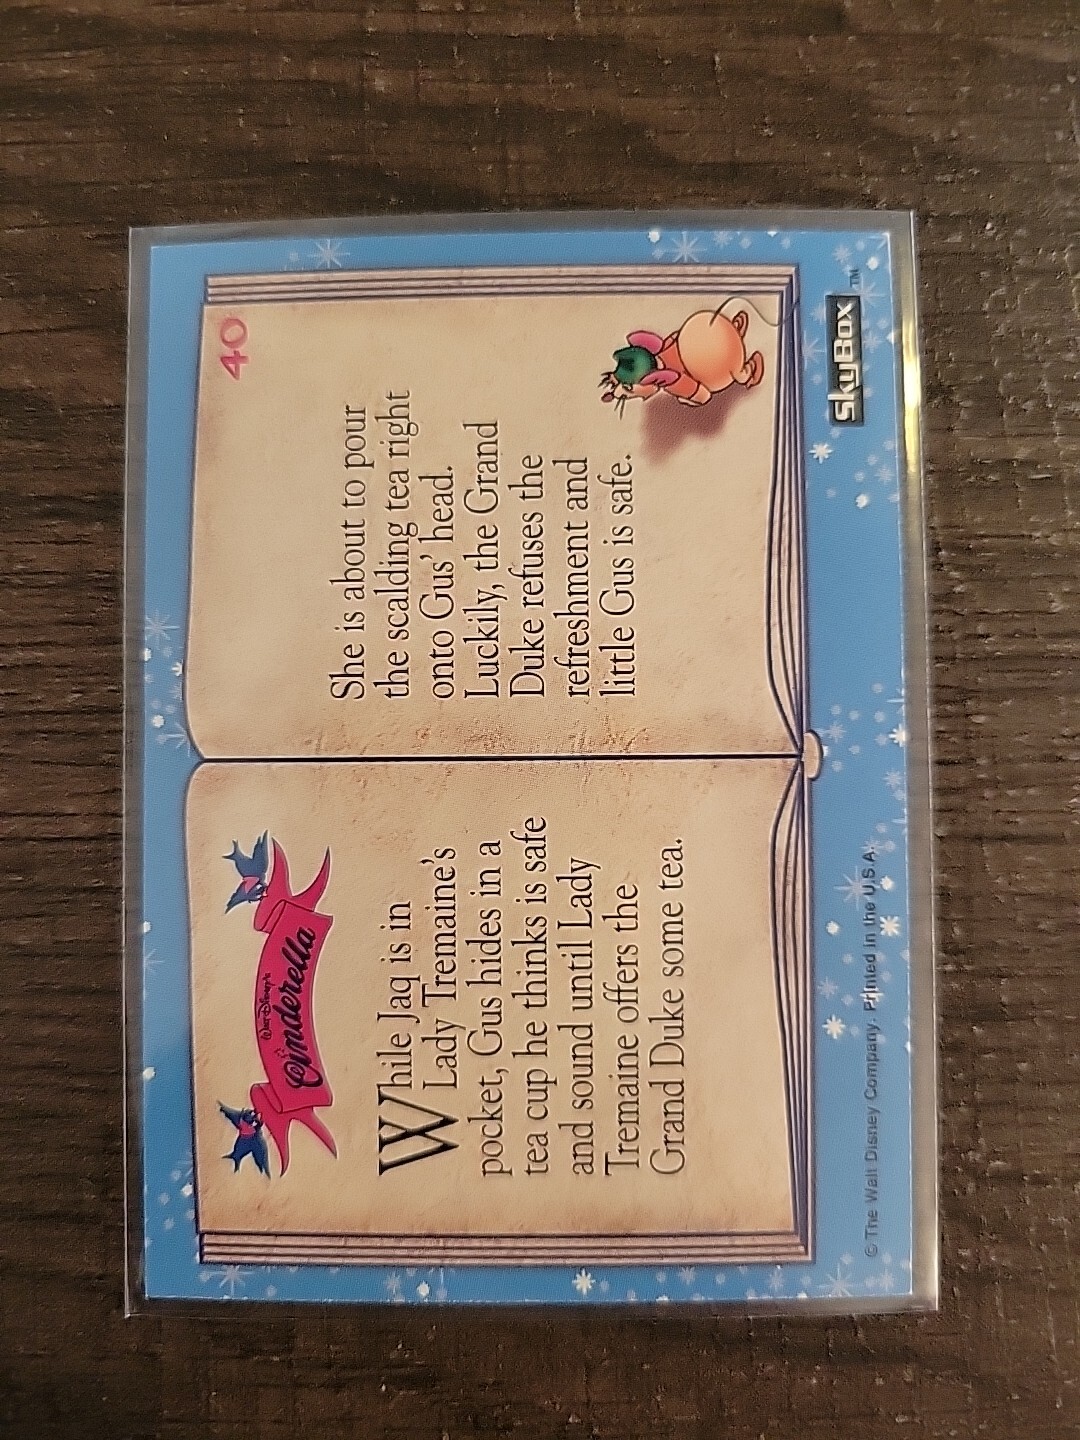 Walt Disney's
Cinderella
While Jaq is in
Lady Tremaine's
pocket, Gus hides in a
tea cup he thinks is safe
and sound until Lady
Tremaine offers the
Grand Duke some tea.
40
She is about to pour
the scalding tea right
onto Gus' head.
Luckilly, the Grand
Duke refuses the
refreshment and
little Gus is safe.
© The Walt Disney Company. Printed in the U.S.A.
SkyBox™